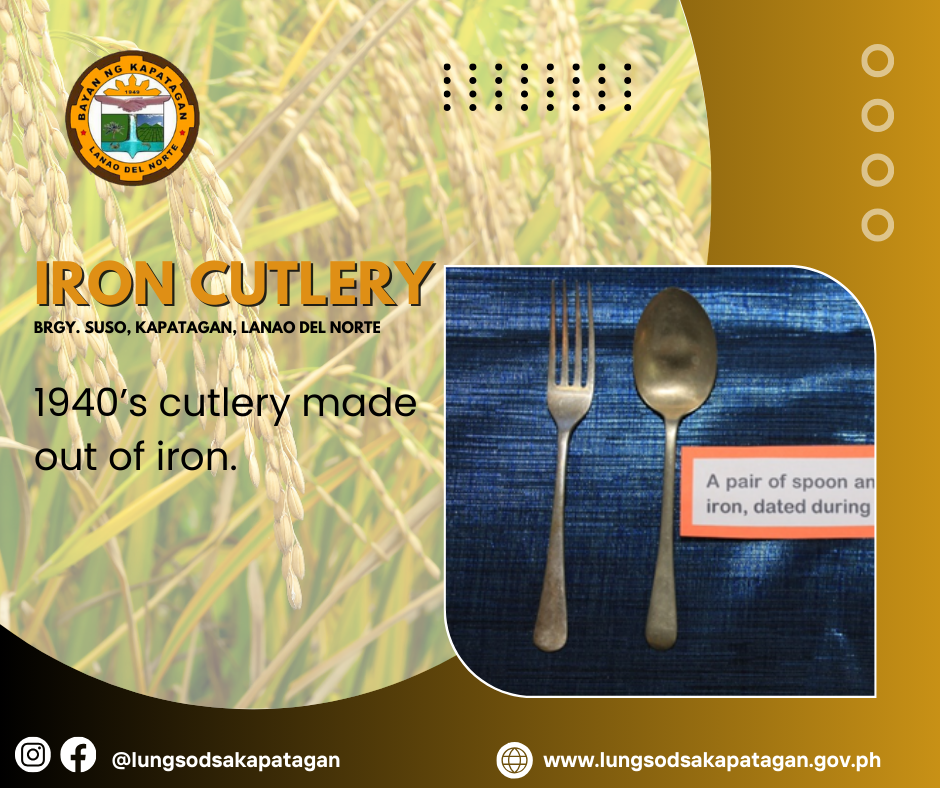 BAYAN NG KAPATAGAN
1949
LANAO DEL NORTE
IRON CUTLERY
BRGY. SUSO, KAPATAGAN, LANAO DEL NORTE
1940's cutlery made
out of iron.
A pair of spoon an
iron, dated during
@lungsodsakapatagan
www.lungsodsakapatagan.gov.ph